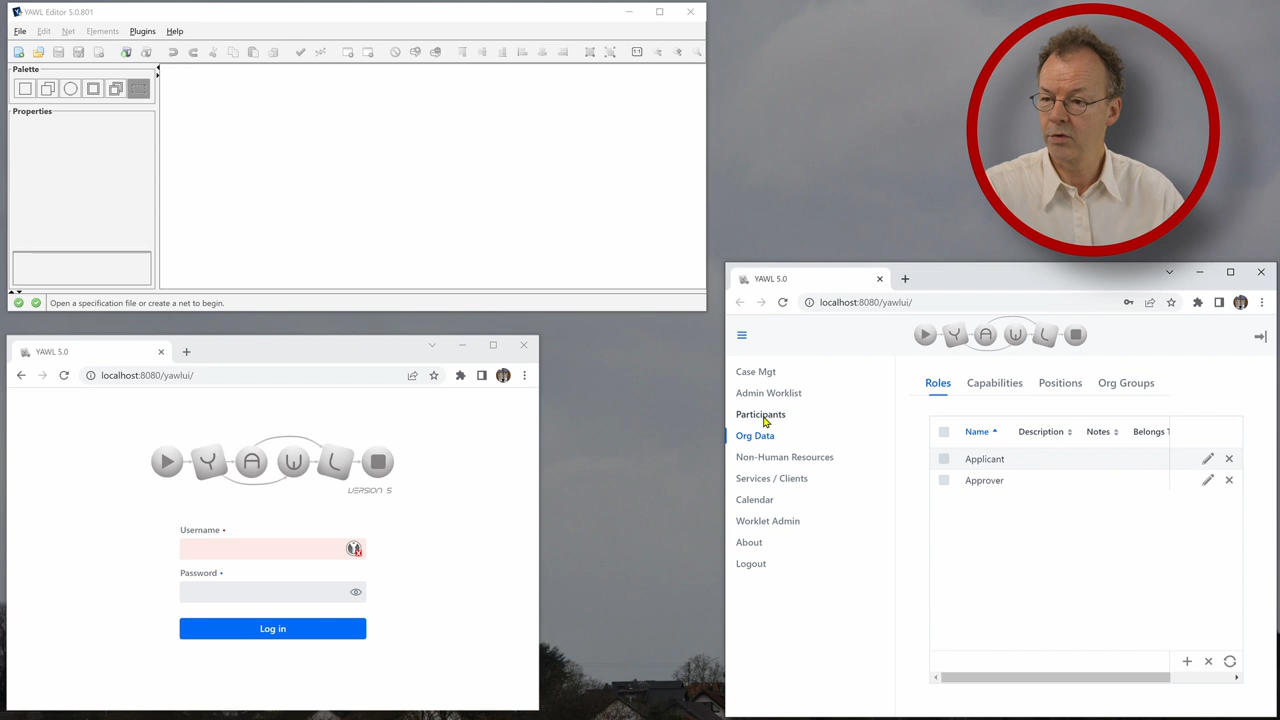 YAWL Editor 5.0.801
File Edit Net Elements Plugins Help
Palette
Properties
Open a specification file or create a net to begin.
YAWL 5.0
localhost:8080/yawlui/
Y A W L
VERSION 5
Username •
Password •
Log in
YAWL 5.0
localhost:8080/yawlui/
Y A W L
Case Mgt
Admin Worklist
Participants
Org Data
Non-Human Resources
Services / Clients
Calendar
Worklet Admin
About
Logout
Roles Capabilities Positions Org Groups
Name Description Notes Belongs T
Applicant
Approver